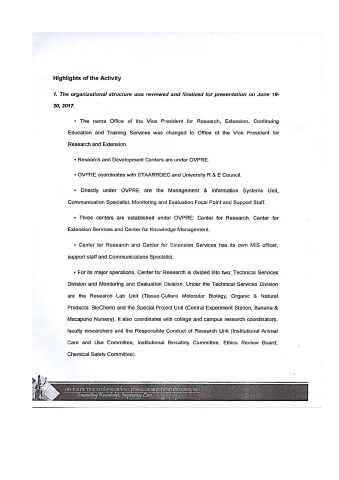 Highlights of the Activity
1. The organizational structure was reviewed and finalized for presentation on June 19-
20, 2017.
• The name Office of the Vice President for Research, Extension, Continuing
Education and Training Services was changed to Office of the Vice President for
Research and Extension.
• Research and Development Centers are under OVPRE.
• OVPRE coordinates with STAARRDEC and University R & E Council.
• Directly under OVPRE are the Management & Information Systems Unit,
Communication Specialist, Monitoring and Evaluation Focal Point and Support Staff.
• Three centers are established under OVPRE: Center for Research, Center for
Extension Services and Center for Knowledge Management.
• Center for Research and Center for Extension Services has its own MIS officer,
support staff and Communications Specialist.
• For its major operations, Center for Research is divided into two: Technical Services
Division and Monitoring and Evaluation Division. Under the Technical Services Division
are the Research Lab Unit (Tissue-Culture Molecular Biology, Organic & Natural
Products, BioChem) and the Special Project Unit (Central Experiment Station, Banana &
Macapuno Nursery). It also coordinates with college and campus research coordinators,
faculty researchers and the Responsible Conduct of Research Unit (Institutional Animal
Care and Use Committee, Institutional Biosafety Committee, Ethics Review Board,
Chemical Safety Committee).
OFFICE OF THE VICE PRESIDENT FOR RESEARCH AND EXTENSION
Generating Knowledge, Improving Lives